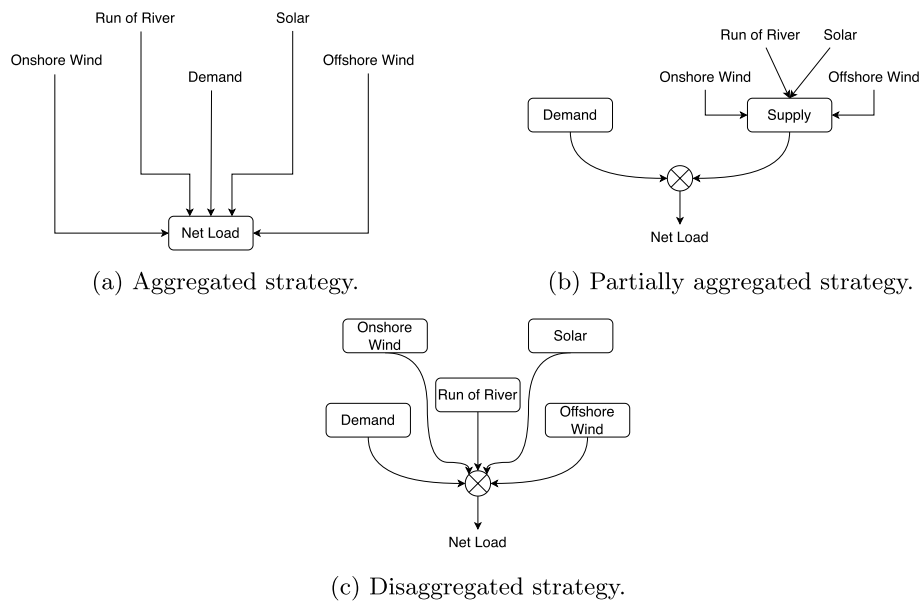 Run of River
Solar
Onshore Wind
Offshore Wind
Demand
Net Load
(a) Aggregated strategy.
Run of River
Solar
Onshore Wind
Offshore Wind
Demand
Supply
Net Load
(b) Partially aggregated strategy.
Onshore
Wind
Solar
Run of River
Demand
Offshore
Wind
Net Load
(c) Disaggregated strategy.